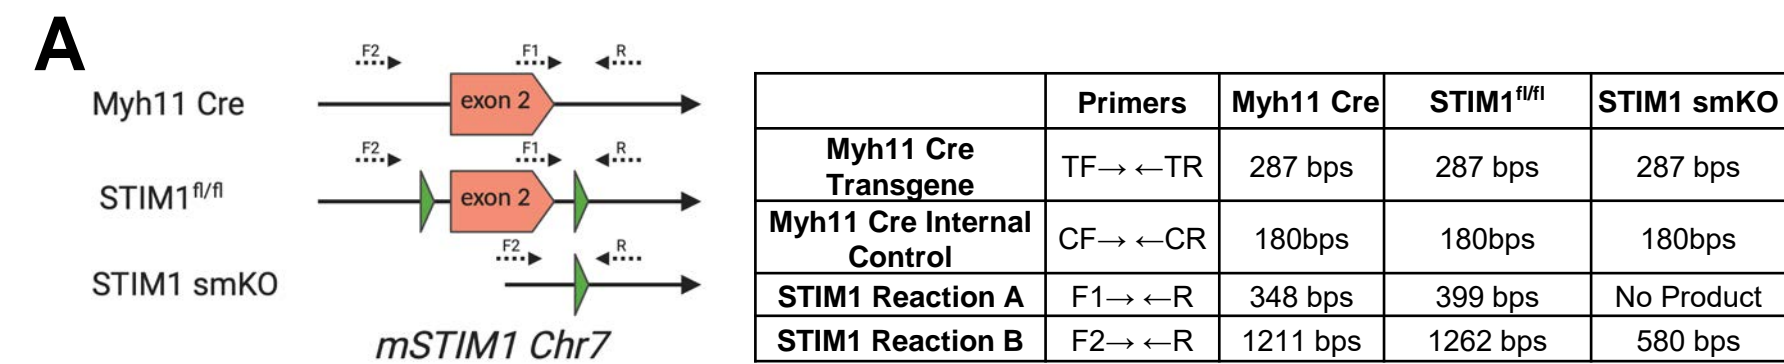 A
F2 F1 R
Myh11 Cre
exon 2
F2 F1 R
STIM1fl/fl
exon 2
F2 R
STIM1 smKO
mSTIM1 Chr7
Primers Myh11 Cre STIM1fl/fl STIM1 smKO
Myh11 Cre
Transgene TF→ ←TR 287 bps 287 bps 287 bps
Myh11 Cre Internal
Control CF→ ←CR 180bps 180bps 180bps
STIM1 Reaction A F1→ ←R 348 bps 399 bps No Product
STIM1 Reaction B F2→ ←R 1211 bps 1262 bps 580 bps